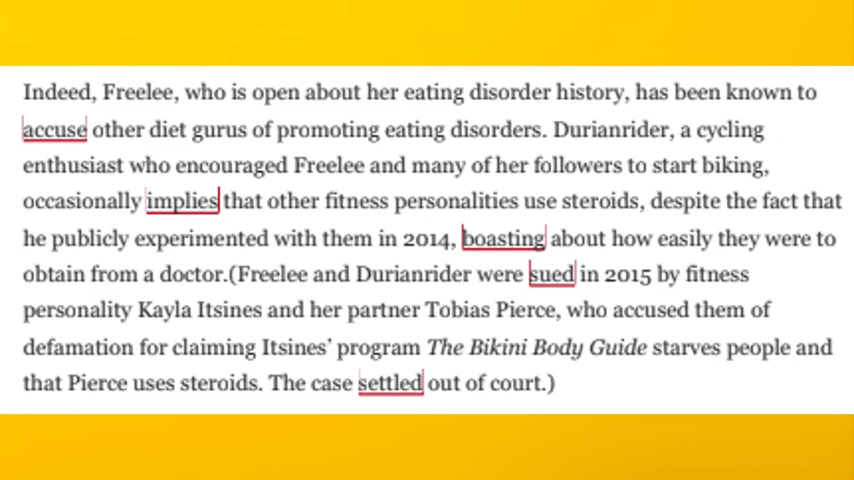 Indeed, Freelee, who is open about her eating disorder history, has been known to
accuse other diet gurus of promoting eating disorders. Durianrider, a cycling
enthusiast who encouraged Freelee and many of her followers to start biking,
occasionally implies that other fitness personalities use steroids, despite the fact that
he publicly experimented with them in 2014, boasting about how easily they were to
obtain from a doctor.(Freelee and Durianrider were sued in 2015 by fitness
personality Kayla Itsines and her partner Tobias Pierce, who accused them of
defamation for claiming Itsines’ program The Bikini Body Guide starves people and
that Pierce uses steroids. The case settled out of court.)